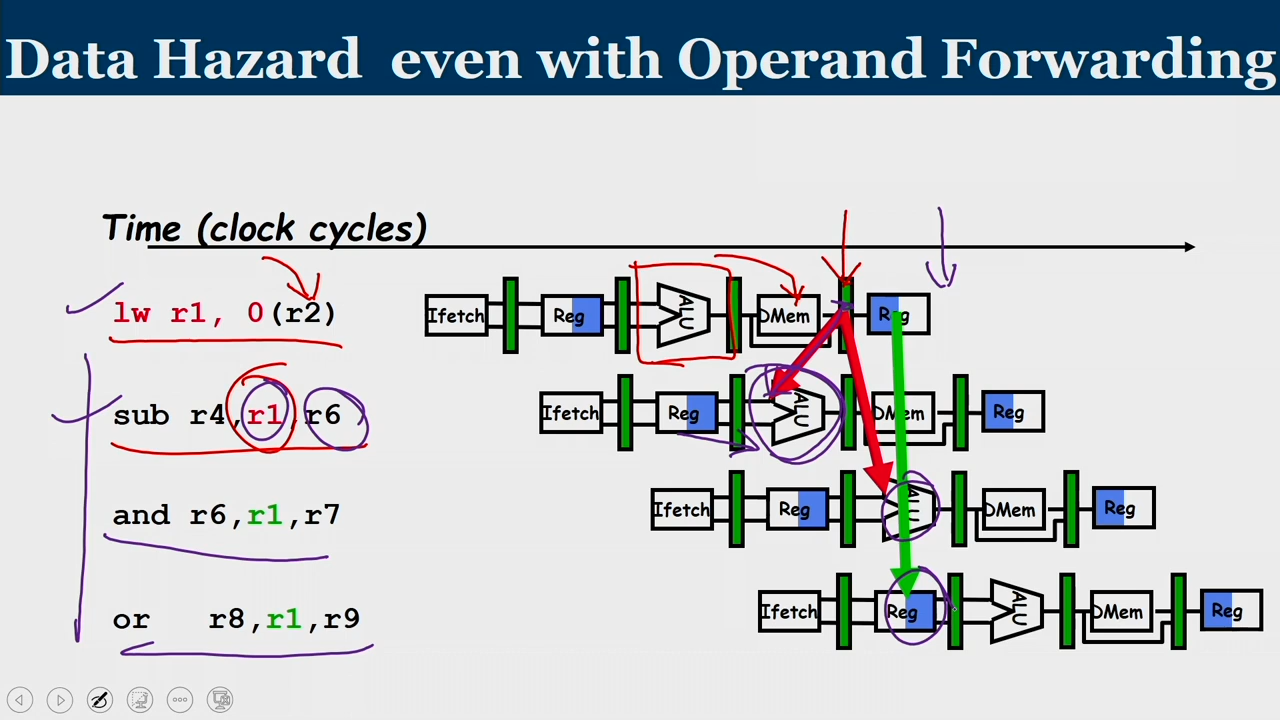 Data Hazard even with Operand Forwarding
Time (clock cycles)
lw r1, 0(r2)
Ifetch Reg ALU DMem Reg
sub r4,r1,r6
Ifetch Reg ALU DMem Reg
and r6,r1,r7
Ifetch Reg ALU DMem Reg
or r8,r1,r9
Ifetch Reg ALU DMem Reg